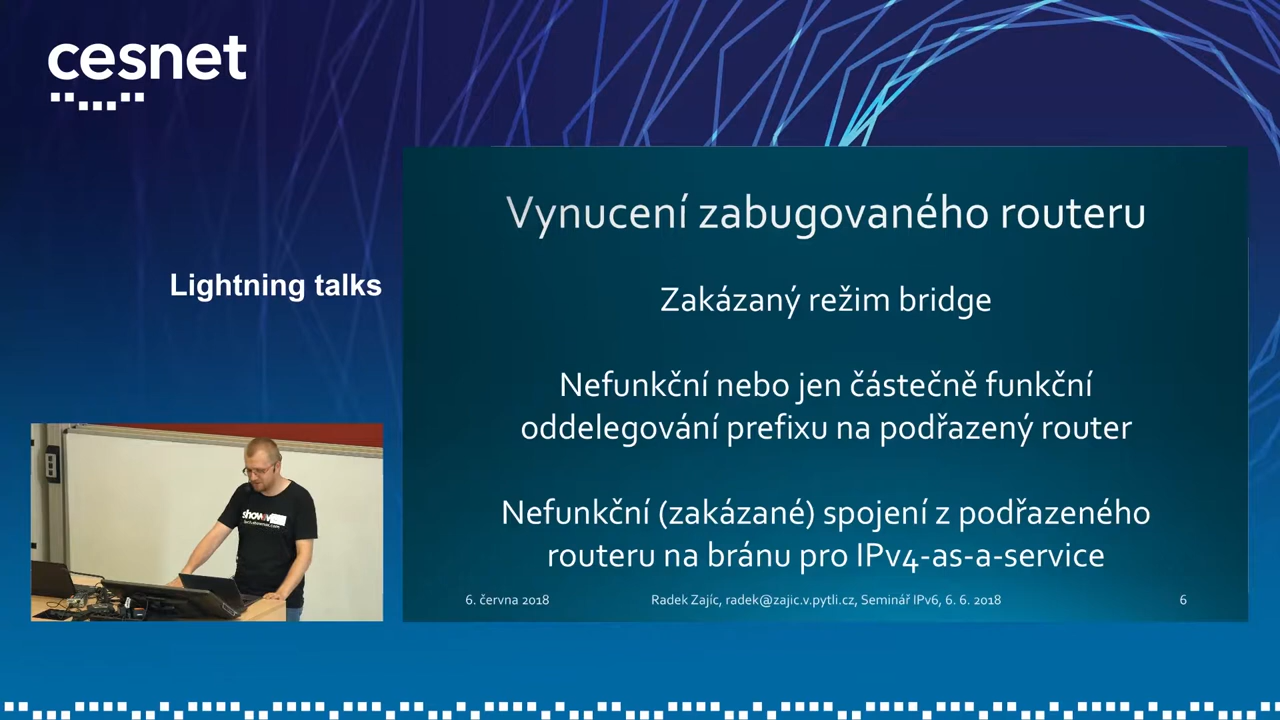 cesnet
Lightning talks
Vynucení zabugovaného routeru
Zakázaný režim bridge
Nefunkční nebo jen částečně funkční
oddelegování prefixu na podřazený router
Nefunkční (zakázané) spojení z podřazeného
routeru na bránu pro IPv4-as-a-service
6. června 2018
Radek Zajíc, radek@zajic.v.pytli.cz, Seminář IPv6, 6. 6. 2018
6